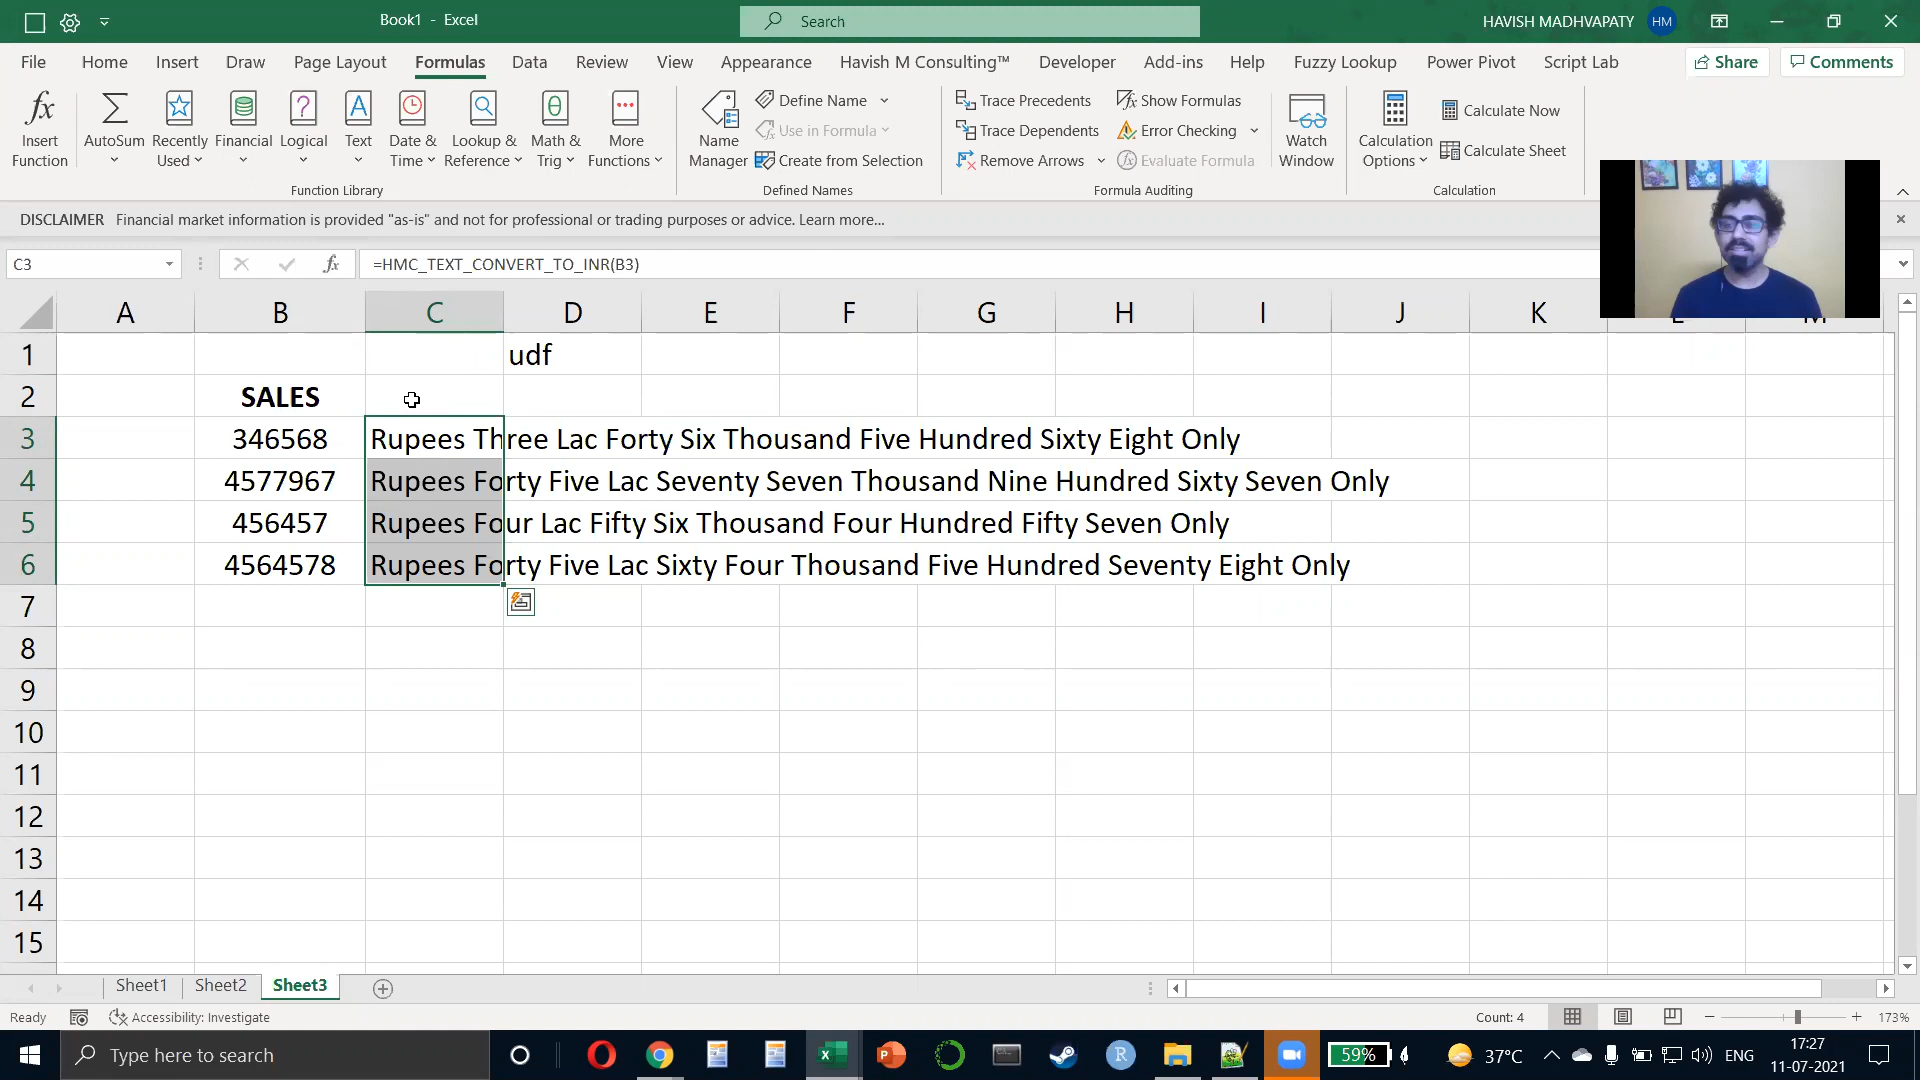 Book1 - Excel
Search
HAVISH MADHVAPATY HM
File Home Insert Draw Page Layout Formulas Data Review View Appearance Havish M Consulting™ Developer Add-ins Help Fuzzy Lookup Power Pivot Script Lab Share Comments
Insert Function
AutoSum
Recently Used
Financial
Logical
Text
Date & Time
Lookup & Reference
Math & Trig
More Functions
Function Library
Name Manager
Define Name
Use in Formula
Create from Selection
Defined Names
Trace Precedents
Trace Dependents
Remove Arrows
Show Formulas
Error Checking
Evaluate Formula
Formula Auditing
Watch Window
Calculation Options
Calculate Now
Calculate Sheet
Calculation
DISCLAIMER Financial market information is provided "as-is" and not for professional or trading purposes or advice. Learn more...
C3 fx =HMC_TEXT_CONVERT_TO_INR(B3)
A B C D E F G H I J K
1 udf
2 SALES
3 346568 Rupees Three Lac Forty Six Thousand Five Hundred Sixty Eight Only
4 4577967 Rupees Forty Five Lac Seventy Seven Thousand Nine Hundred Sixty Seven Only
5 456457 Rupees Four Lac Fifty Six Thousand Four Hundred Fifty Seven Only
6 4564578 Rupees Forty Five Lac Sixty Four Thousand Five Hundred Seventy Eight Only
7
8
9
10
11
12
13
14
15
Sheet1 Sheet2 Sheet3
Ready Accessibility: Investigate Count: 4 173%
Type here to search 59% 37°C ENG 17:27
11-07-2021